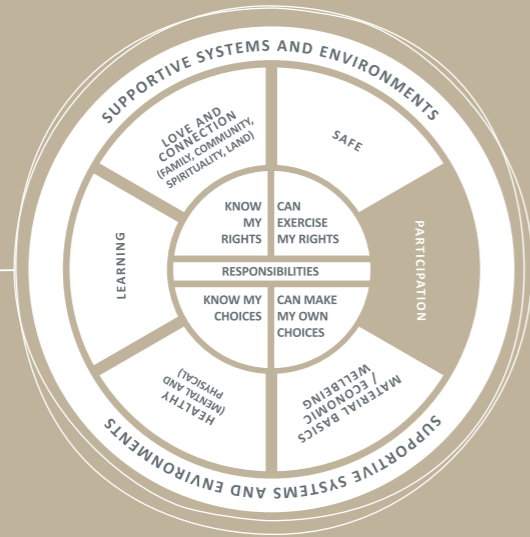 SUPPORTIVE SYSTEMS AND ENVIRONMENTS
LOVE AND
CONNECTION
(FAMILY, COMMUNITY,
SPIRITUALITY, LAND)
SAFE
LEARNING
KNOW
MY
RIGHTS
CAN
EXERCISE
MY RIGHTS
PARTICIPATION
RESPONSIBILITIES
KNOW MY
CHOICES
CAN MAKE
MY OWN
CHOICES
HEALTHY
(MENTAL AND
PHYSICAL)
MATERIAL BASICS
/ ECONOMIC
WELLBEING
SUPPORTIVE SYSTEMS AND ENVIRONMENTS